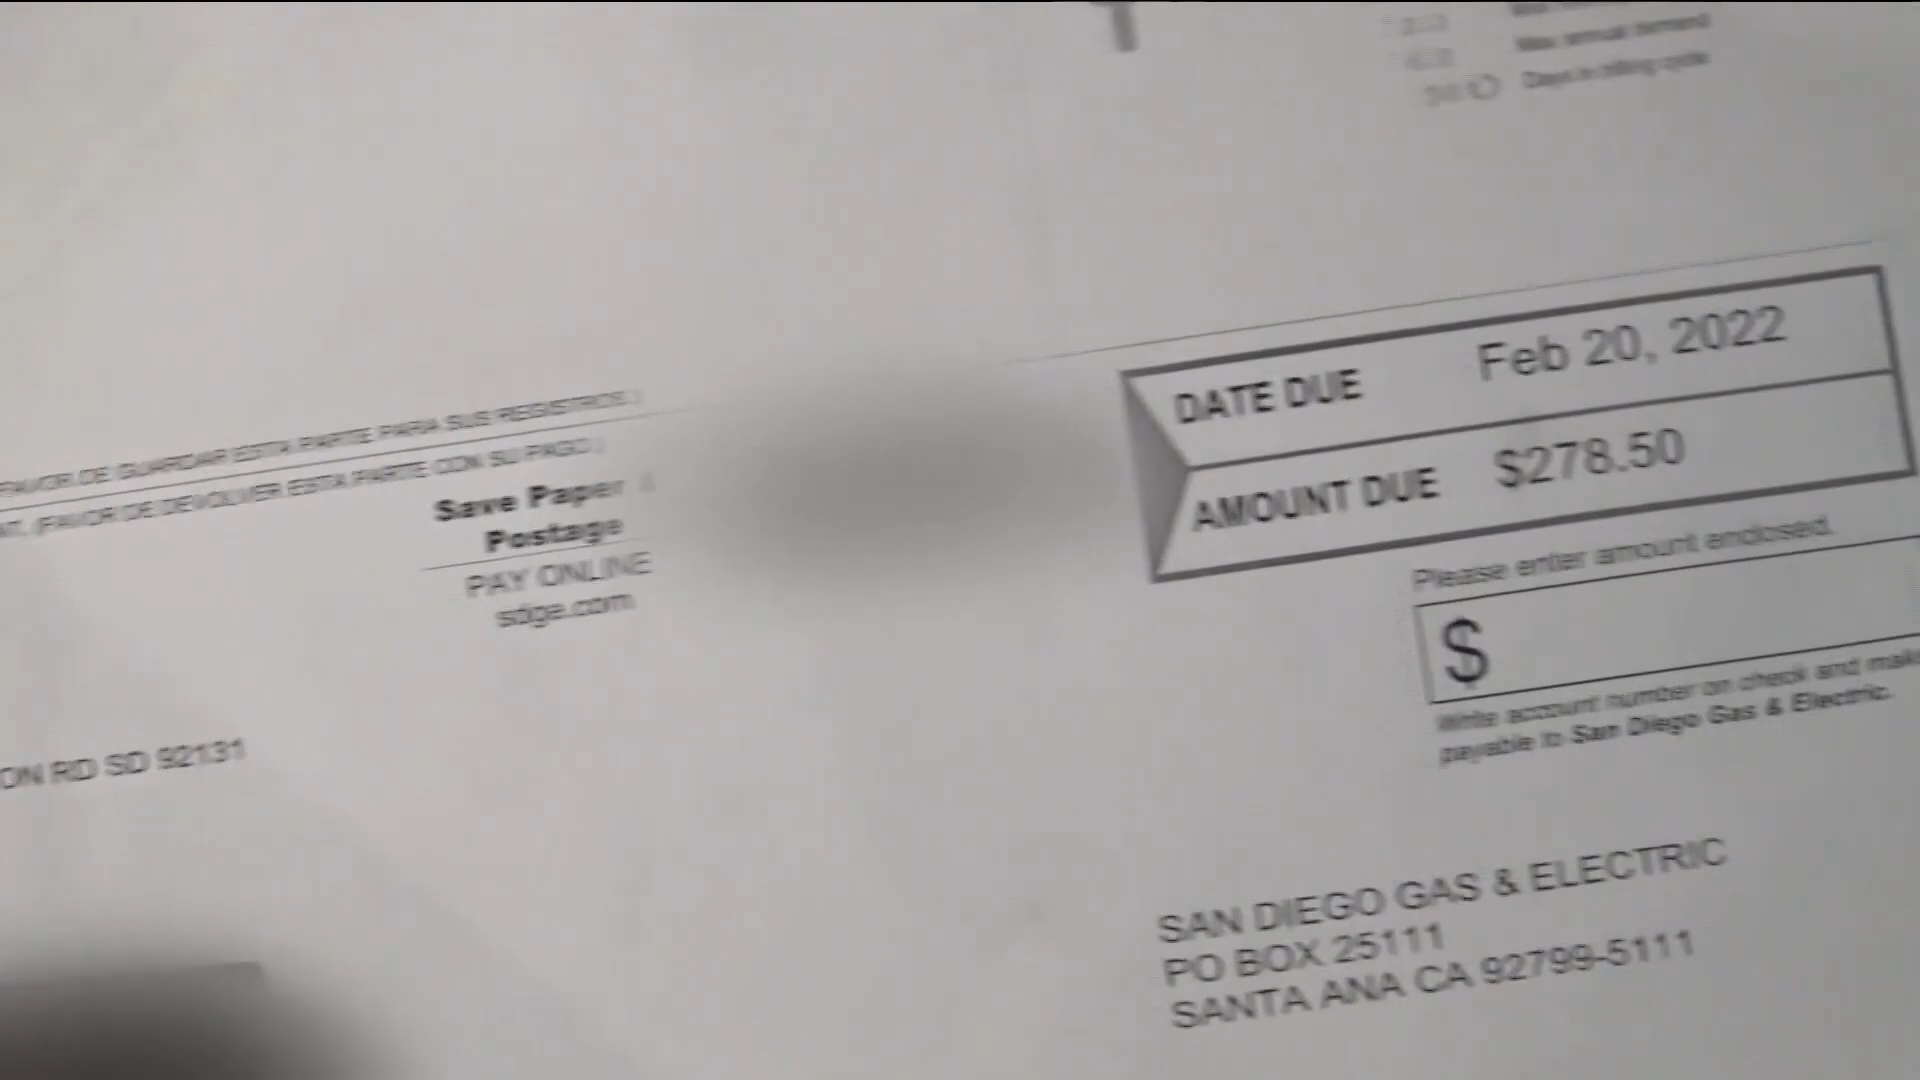 Max annual demand
Days in billing cycle
FAVOR DE GUARDAR ESTA PARTE PARA SUS REGISTROS.)
NT. (FAVOR DE DEVOLVER ESTA PARTE CON SU PAGO.)
Save Paper
Postage
PAY ONLINE
sdge.com
DATE DUE Feb 20, 2022
AMOUNT DUE $278.50
Please enter amount enclosed.
$
Write account number on check and make
payable to San Diego Gas & Electric.
ON RD SD 92131
SAN DIEGO GAS & ELECTRIC
PO BOX 25111
SANTA ANA CA 92799-5111